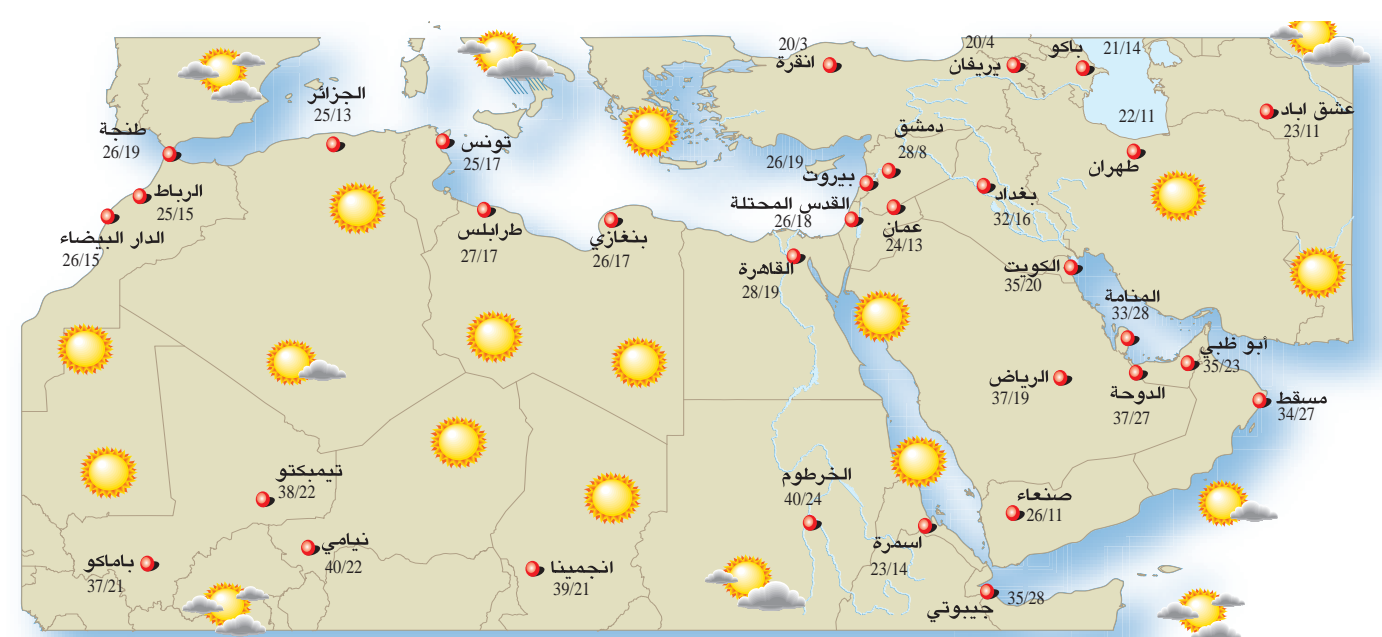 20/3
انقرة
20/4
يريفان
باكو
21/14
22/11
عشق اباد
23/11
طهران
الجزائر
25/13
طنجة
26/19
تونس
25/17
الرباط
25/15
الدار البيضاء
26/15
طرابلس
27/17
بنغازي
26/17
دمشق
28/8
26/19
بيروت
القدس المحتلة
26/18
عمان
24/13
بغداد
32/16
القاهرة
28/19
الكويت
35/20
المنامة
33/28
أبو ظبي
35/23
الرياض
37/19
الدوحة
37/27
مسقط
34/27
تيمبكتو
38/22
الخرطوم
40/24
صنعاء
26/11
باماكو
37/21
نيامي
40/22
انجمينا
39/21
اسمرة
23/14
جيبوتي
35/28